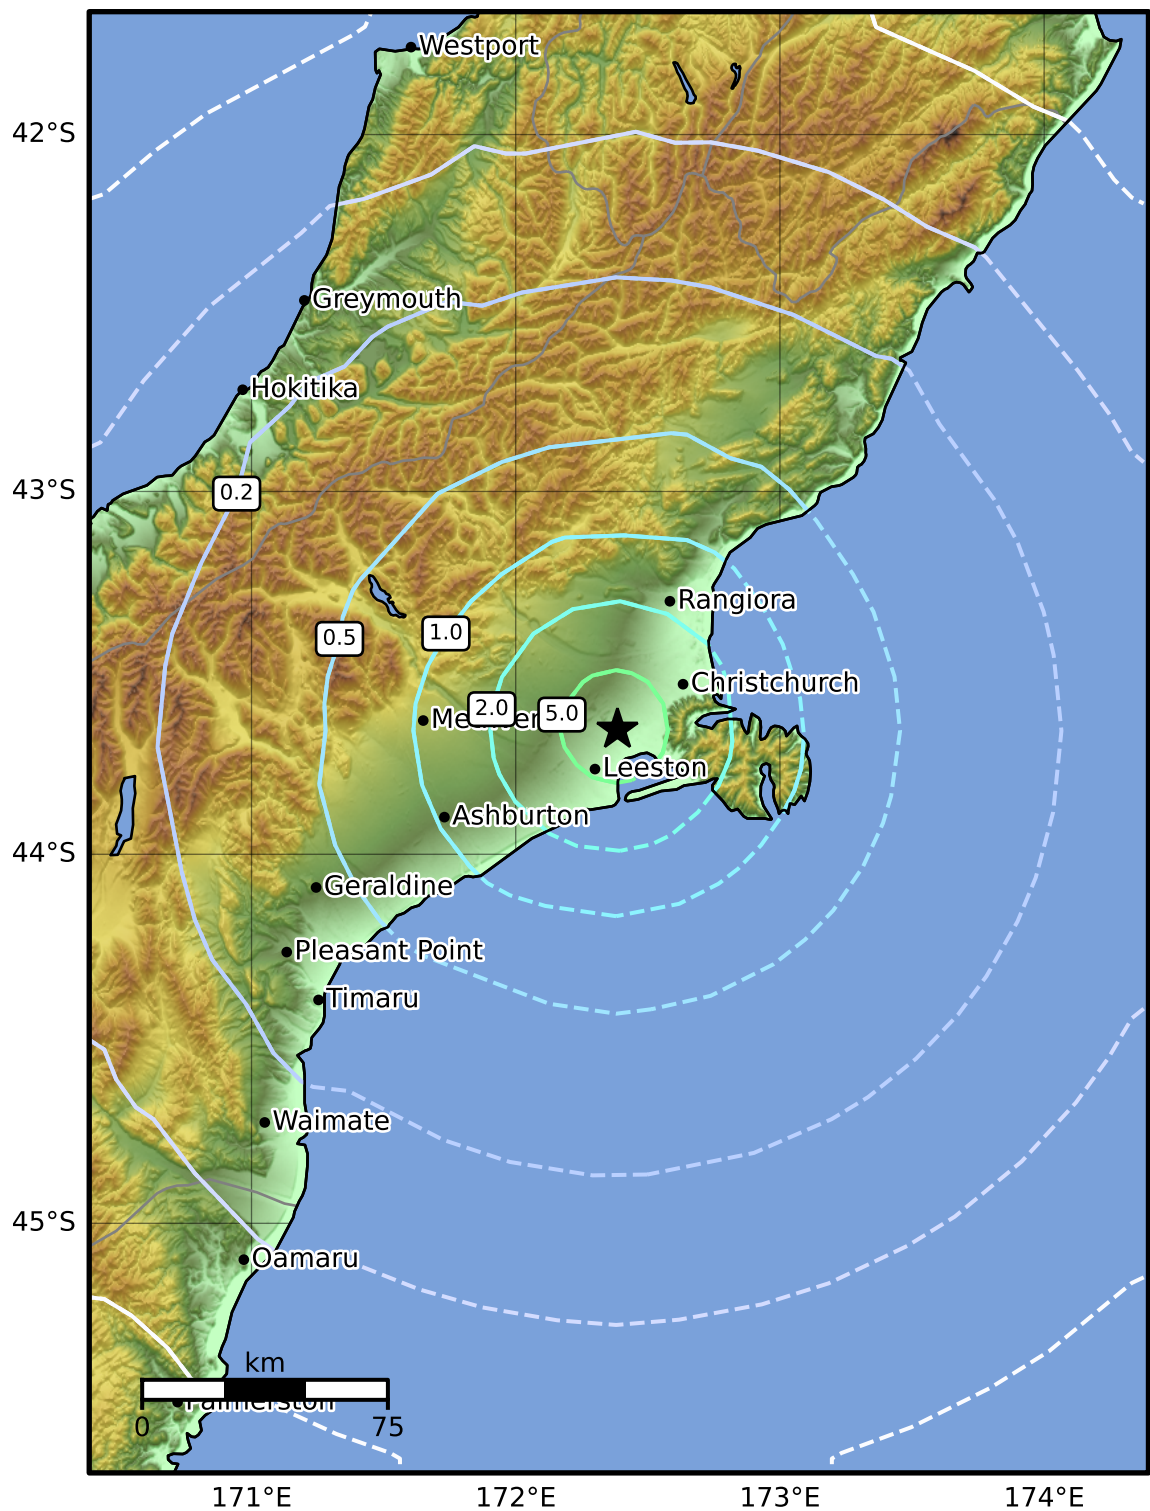 Westport
42°S
Greymouth
Hokitika
43°S
0.2
Rangiora
0.5
1.0
Christchurch
2.0
5.0
Leeston
Ashburton
44°S
Geraldine
Pleasant Point
Timaru
Waimate
45°S
Oamaru
km
Palmerston
0 75
171°E 172°E 173°E 174°E